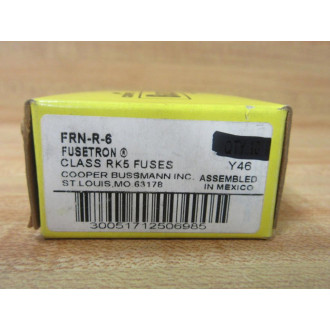 FRN-R-6
FUSETRON ®
CLASS RK5 FUSES
Y46
COOPER BUSSMANN INC.
ST LOUIS,MO.63178
ASSEMBLED
IN MEXICO
30051712506985